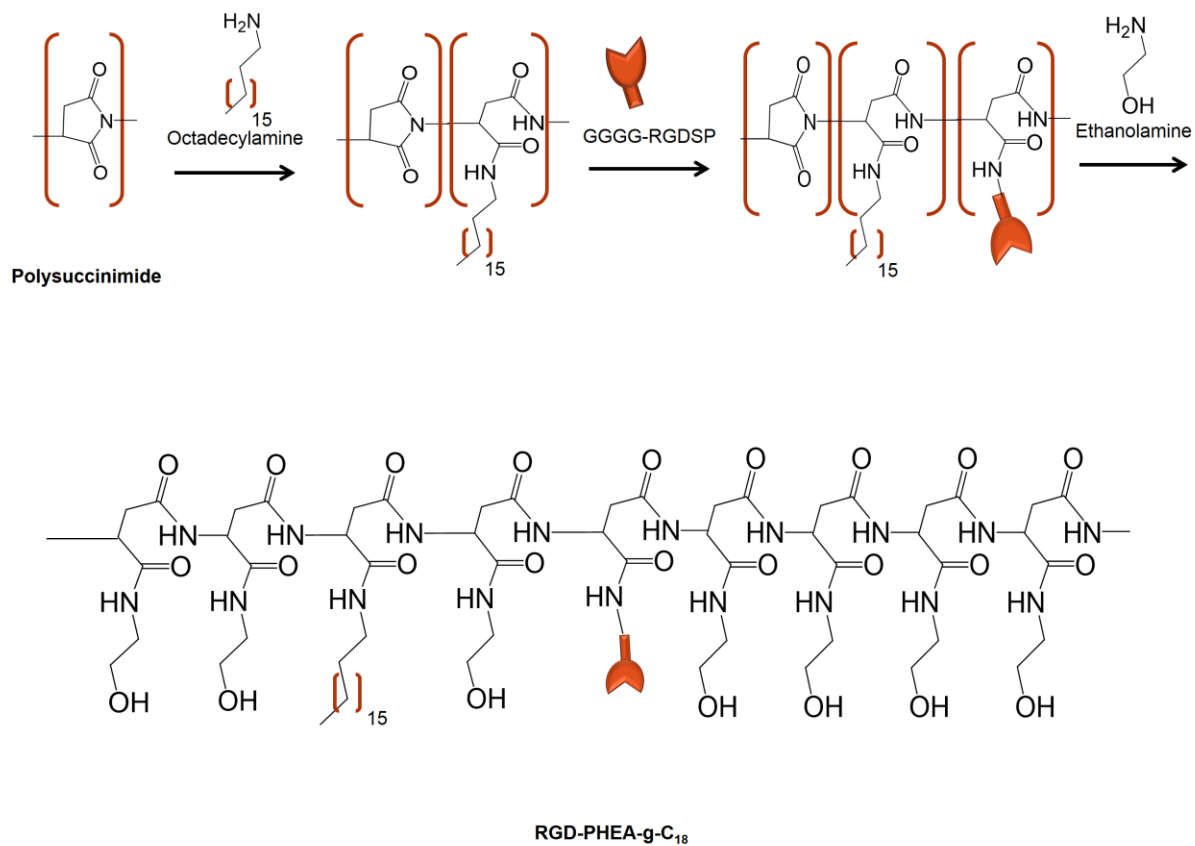 H₂N
15
Octadecylamine
O
N
O
O
N
O
O
HN
O
HN
15
GGGG-RGDSP
O
N
O
O
HN
O
HN
15
O
HN
O
HN
H₂N
OH
Ethanolamine
Polysuccinimide
O O O O O O O O O
HN HN HN HN HN HN HN HN HN
O O O O O O O O O
HN HN HN HN HN HN HN HN HN
OH OH OH OH OH OH OH
15
RGD-PHEA-g-C₁₈